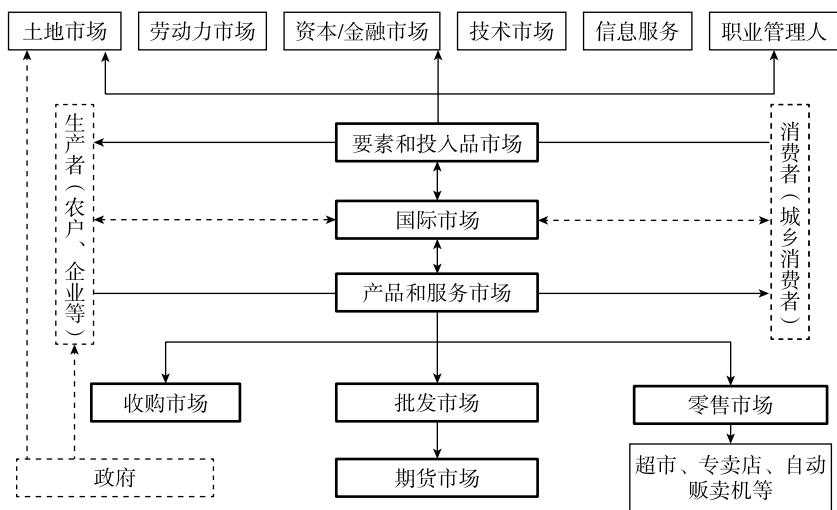 土地市场
劳动力市场
资本/金融市场
技术市场
信息服务
职业管理人
生产者（农户、企业等）
要素和投入品市场
消费者（城乡消费者）
国际市场
产品和服务市场
收购市场
批发市场
零售市场
政府
期货市场
超市、专卖店、自动
贩卖机等